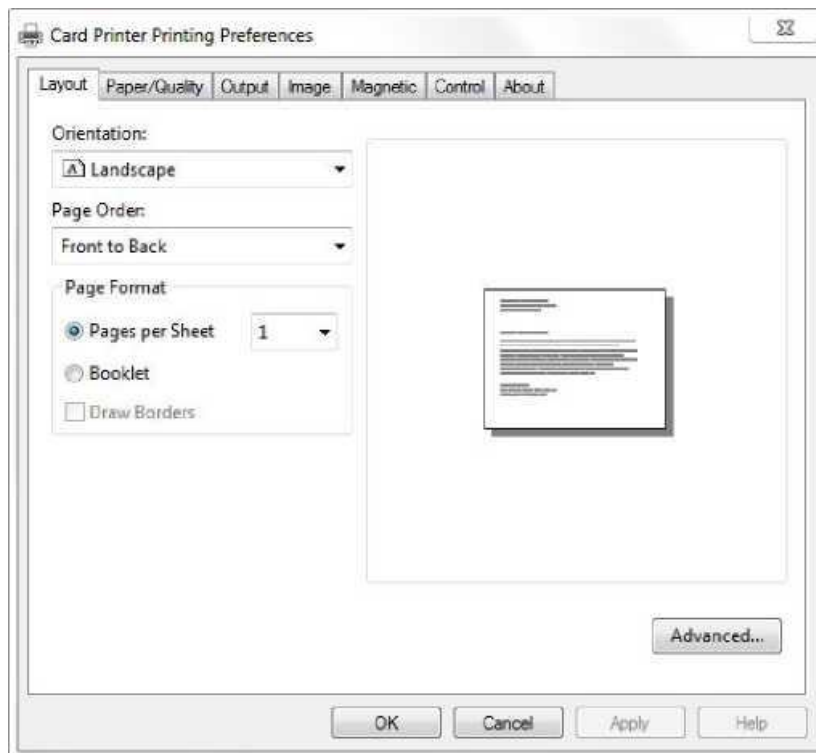 Card Printer Printing Preferences
Layout Paper/Quality Output Image Magnetic Control About
Orientation:
A Landscape
Page Order:
Front to Back
Page Format
Pages per Sheet 1
Booklet
Draw Borders
Advanced...
OK Cancel Apply Help